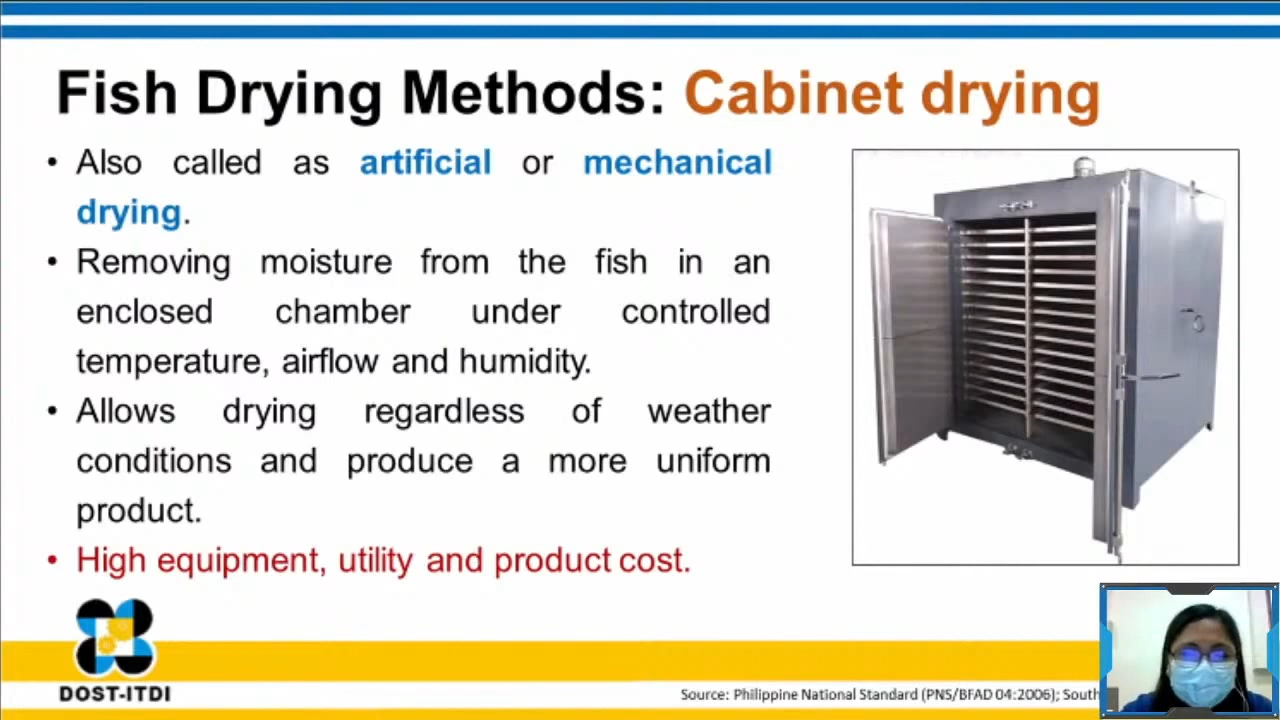 Fish Drying Methods: Cabinet drying
• Also called as artificial or mechanical
drying.
• Removing moisture from the fish in an
enclosed chamber under controlled
temperature, airflow and humidity.
• Allows drying regardless of weather
conditions and produce a more uniform
product.
• High equipment, utility and product cost.
DOST-ITDI
Source: Philippine National Standard (PNS/BFAD 04:2006); South